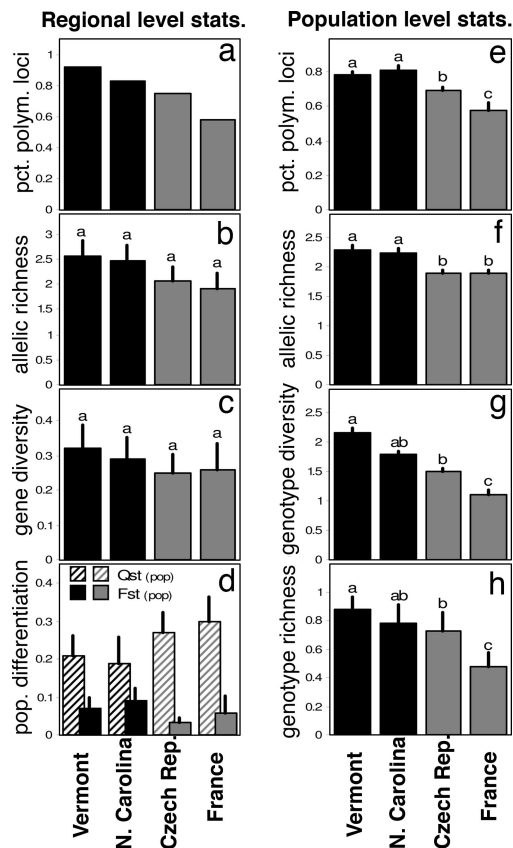 Regional level stats.
Population level stats.
a
pct. polym. loci
1
0.8
0.6
0.4
0.2
0
b
allelic richness
3
2.5
2
1.5
1
0.5
0
a
a
a
a
c
gene diversity
0.4
0.3
0.2
0.1
0
a
a
a
a
d
pop. differentiation
0.4
0.3
0.2
0.1
0
Qst (pop)
Fst (pop)
Vermont
N. Carolina
Czech Rep.
France
e
pct. polym. loci
0.8
0.6
0.4
0.2
0
a
a
b
c
f
allelic richness
2.5
2
1.5
1
0.5
0
a
a
b
b
g
genotype diversity
2.5
2
1.5
1
0.5
0
a
ab
b
c
h
genotype richness
1
0.8
0.6
0.4
0.2
0
a
ab
b
c
Vermont
N. Carolina
Czech Rep.
France